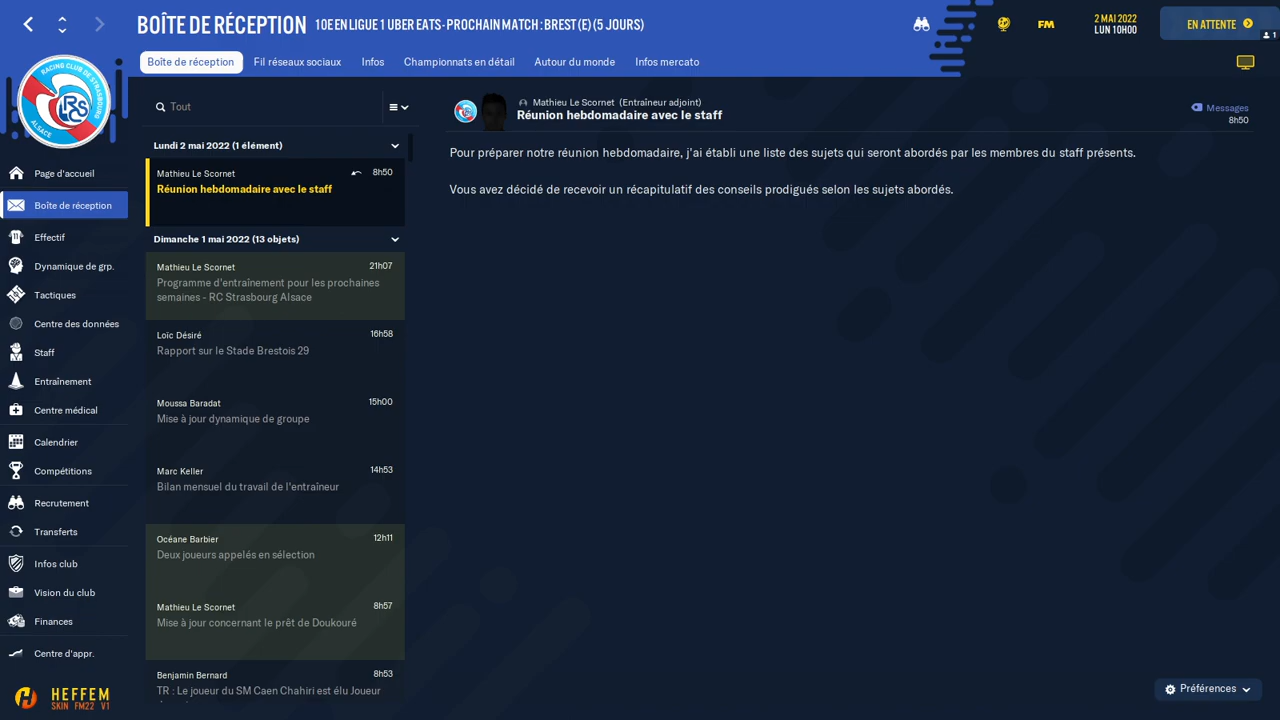 BOÎTE DE RÉCEPTION
10E EN LIGUE 1 UBER EATS - PROCHAIN MATCH : BREST (E) (5 JOURS)
FM
2 MAI 2022
LUN 10H00
EN ATTENTE
1
Boîte de réception
Fil réseaux sociaux
Infos
Championnats en détail
Autour du monde
Infos mercato
RACING CLUB DE STRASBOURG
RCS
ALSACE
Page d'accueil
Boîte de réception
Effectif
Dynamique de grp.
Tactiques
Centre des données
Staff
Entraînement
Centre médical
Calendrier
Compétitions
Recrutement
Transferts
Infos club
Vision du club
Finances
Centre d'appr.
HEFFEM
SKIN FM22 V1
Tout
Lundi 2 mai 2022 (1 élément)
Mathieu Le Scornet
8h50
Réunion hebdomadaire avec le staff
Dimanche 1 mai 2022 (13 objets)
Mathieu Le Scornet
21h07
Programme d'entraînement pour les prochaines
semaines - RC Strasbourg Alsace
Loïc Désiré
16h58
Rapport sur le Stade Brestois 29
Moussa Baradat
15h00
Mise à jour dynamique de groupe
Marc Keller
14h53
Bilan mensuel du travail de l'entraîneur
Océane Barbier
12h11
Deux joueurs appelés en sélection
Mathieu Le Scornet
8h57
Mise à jour concernant le prêt de Doukouré
Benjamin Bernard
8h53
TR : Le joueur du SM Caen Chahiri est élu Joueur
Mathieu Le Scornet (Entraîneur adjoint)
Réunion hebdomadaire avec le staff
Messages
8h50
Pour préparer notre réunion hebdomadaire, j'ai établi une liste des sujets qui seront abordés par les membres du staff présents.
Vous avez décidé de recevoir un récapitulatif des conseils prodigués selon les sujets abordés.
Préférences